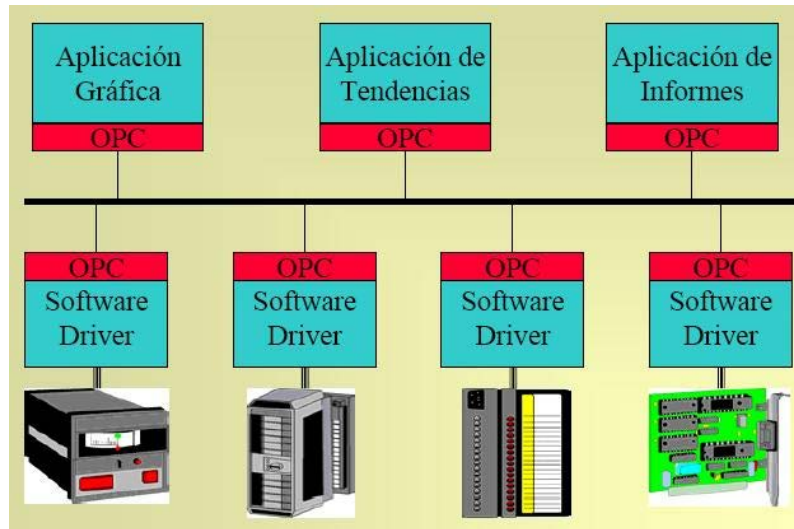 Aplicación
Gráfica
OPC
Aplicación de
Tendencias
OPC
Aplicación de
Informes
OPC
OPC
Software
Driver
OPC
Software
Driver
OPC
Software
Driver
OPC
Software
Driver